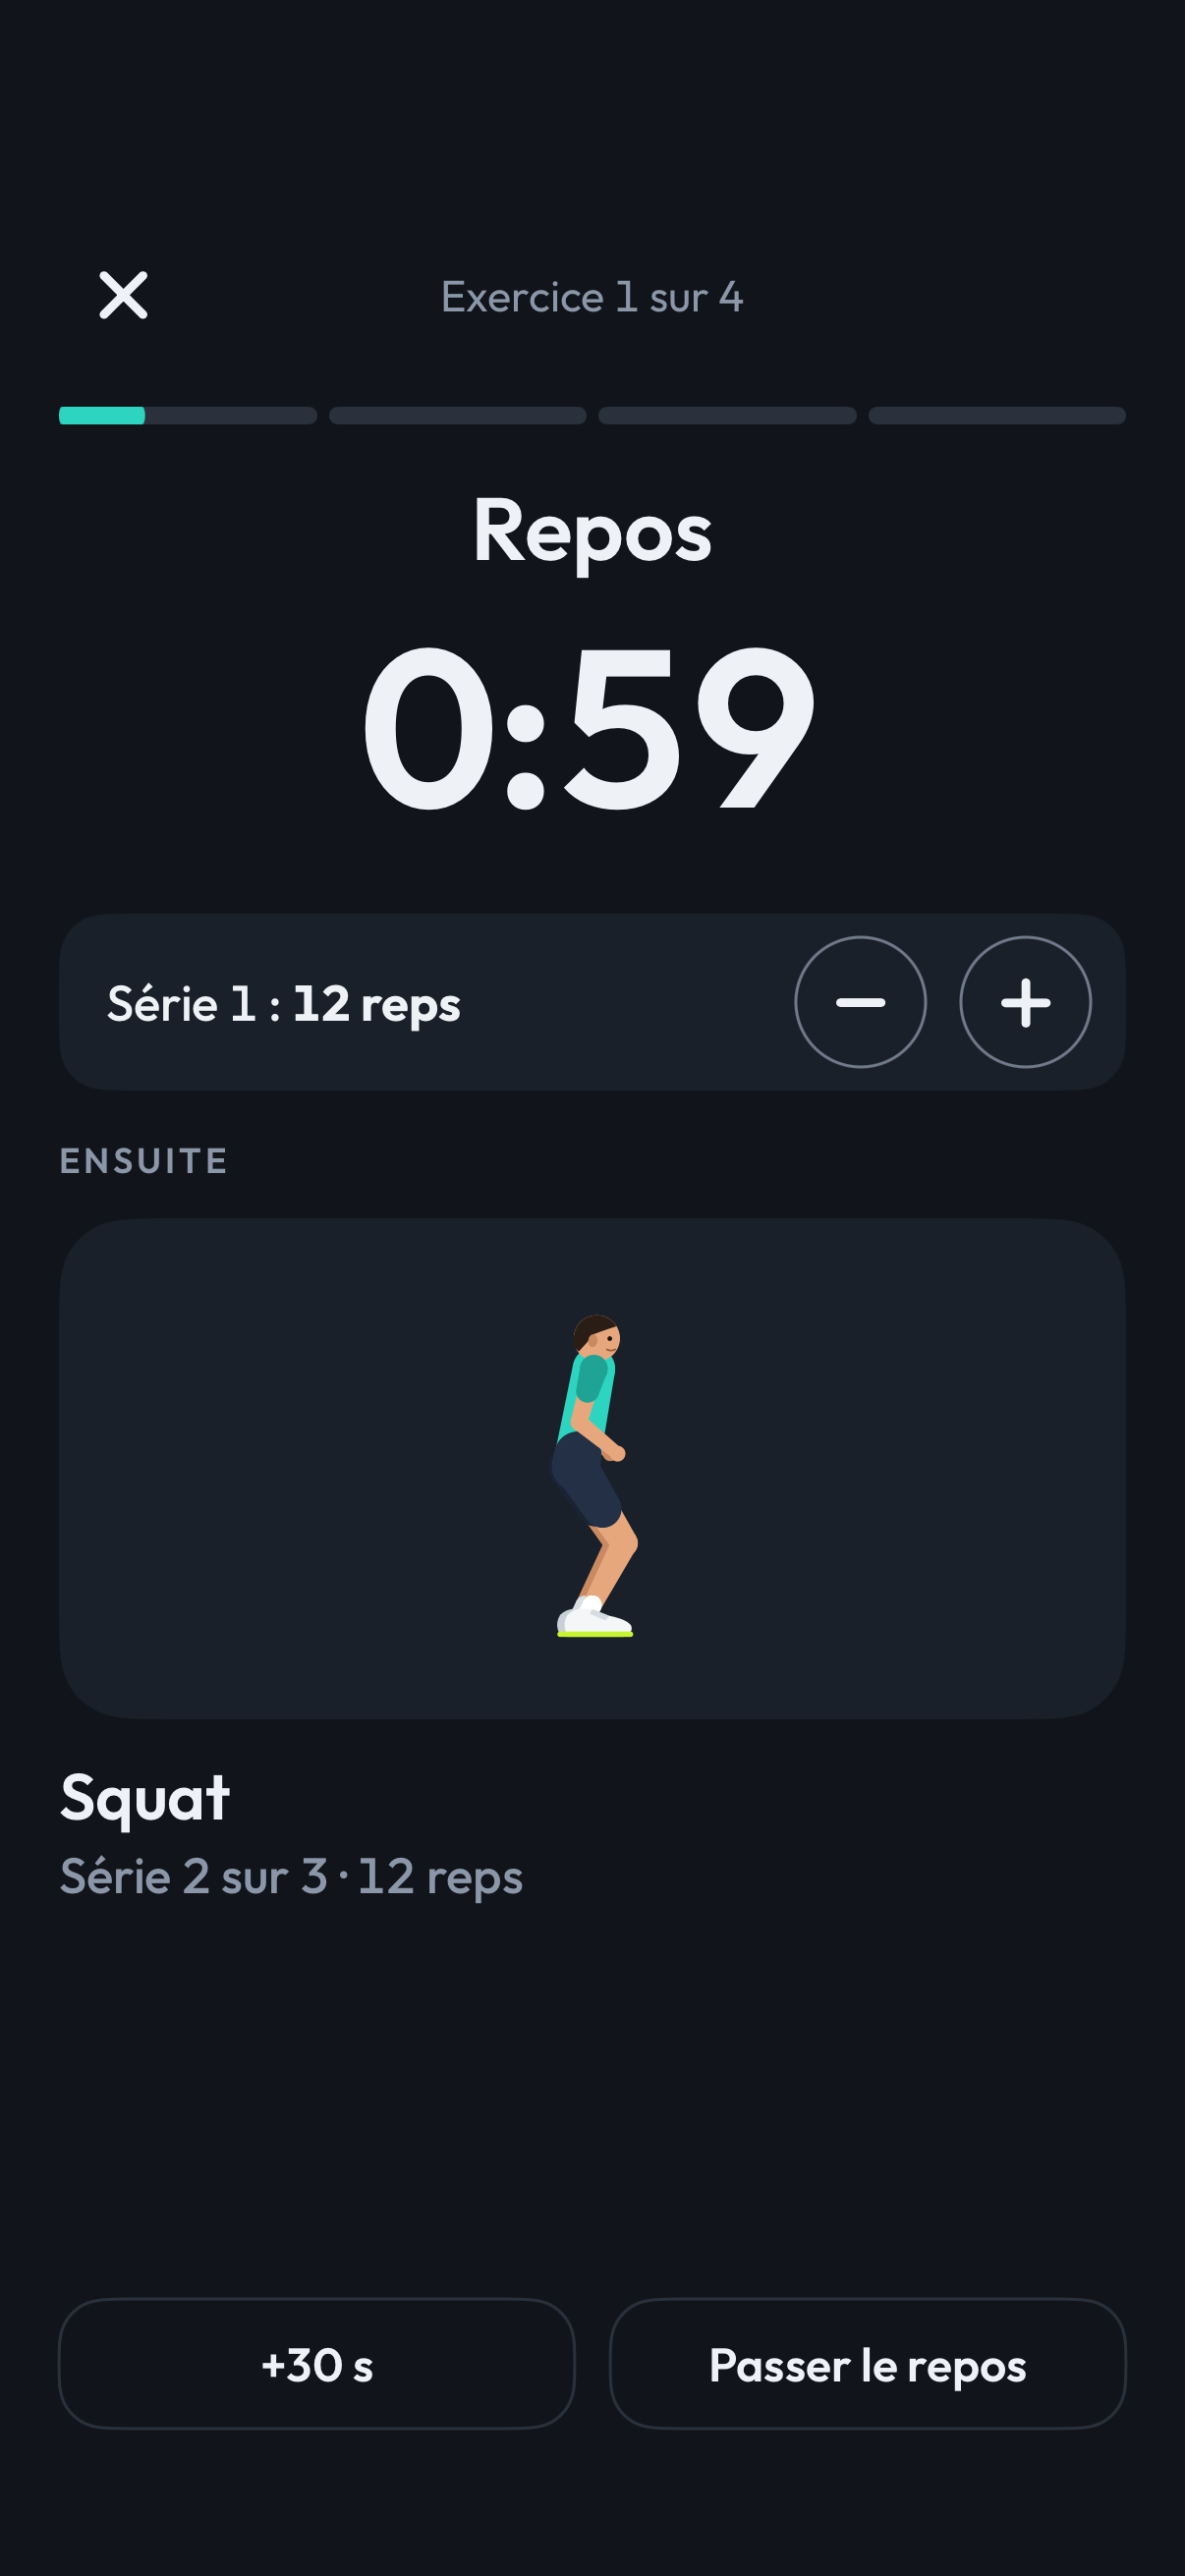 Exercice 1 sur 4
Repos
0:59
Série 1 : 12 reps
ENSUITE
Squat
Série 2 sur 3 · 12 reps
+30 s
Passer le repos